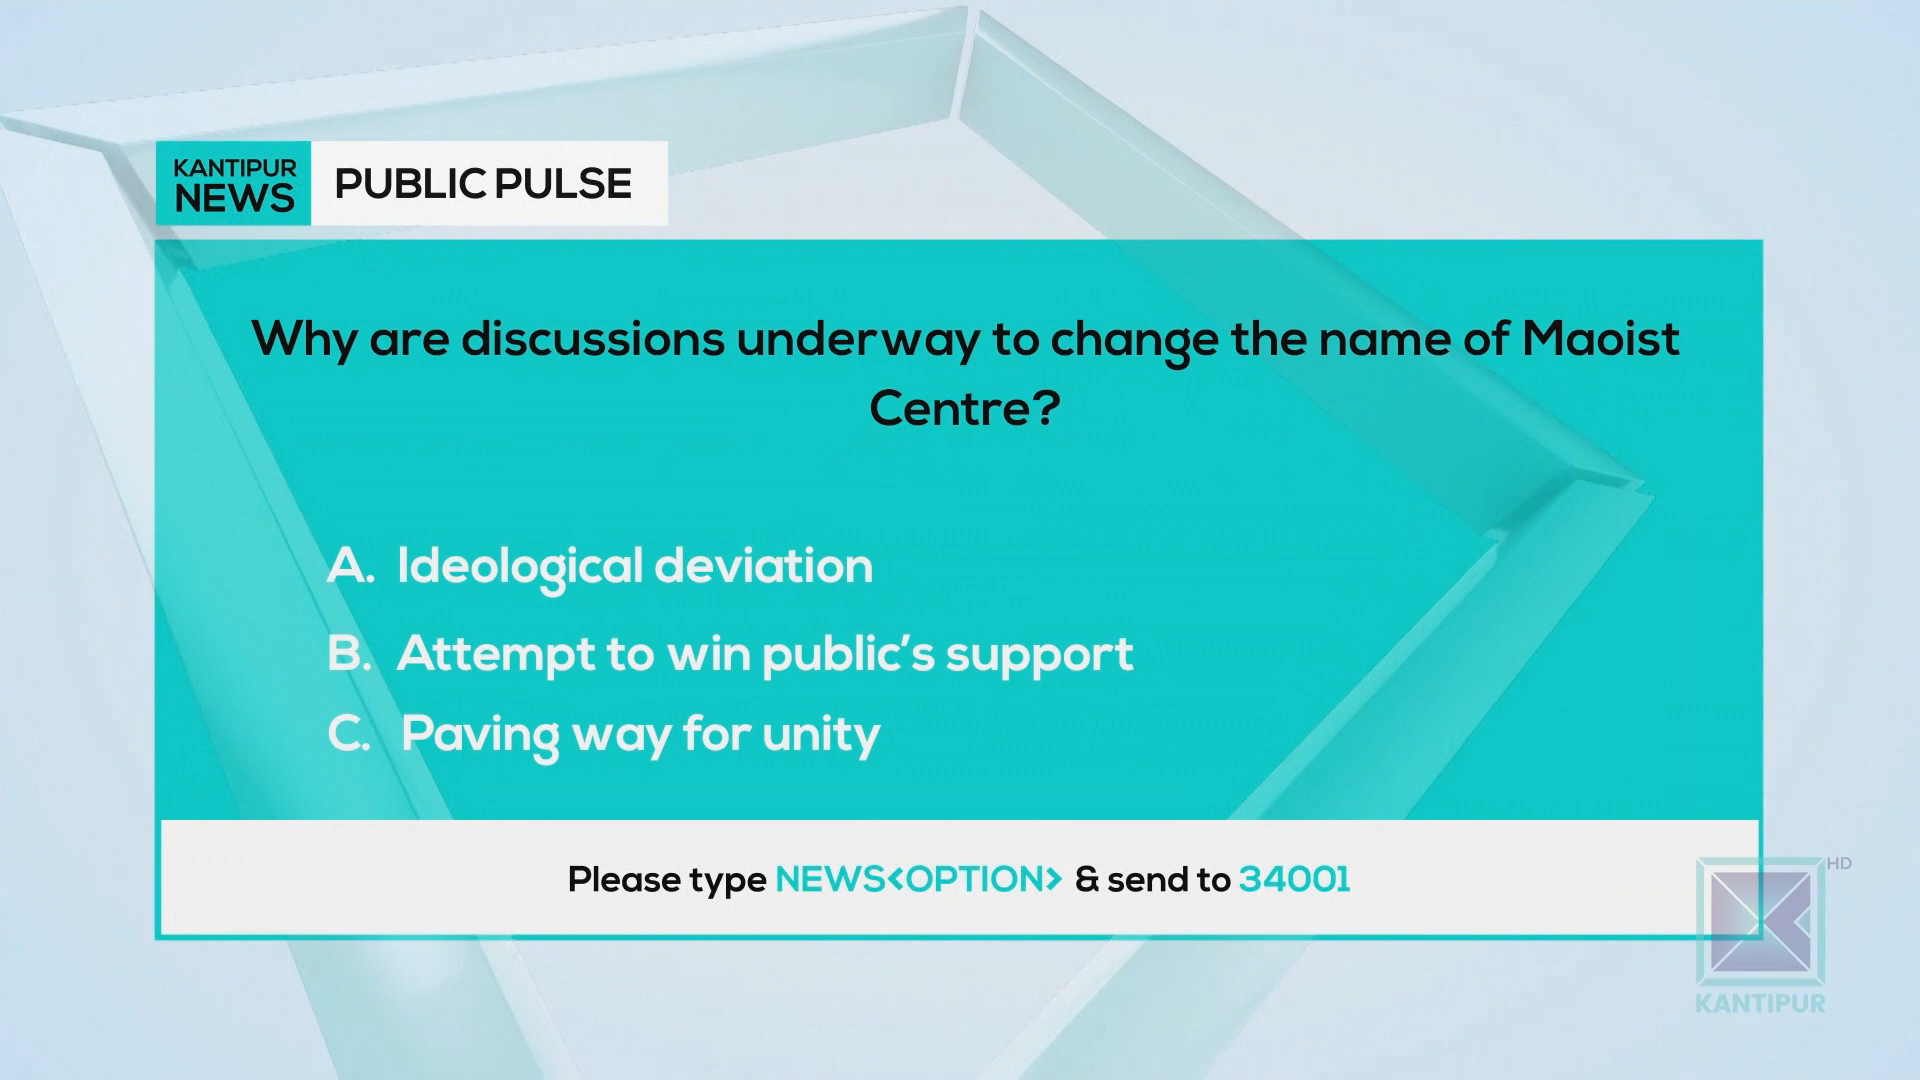 KANTIPUR
NEWS
PUBLIC PULSE
Why are discussions underway to change the name of Maoist
Centre?
A. Ideological deviation
B. Attempt to win public’s support
C. Paving way for unity
Please type NEWS<OPTION> & send to 34001
HD
KANTIPUR